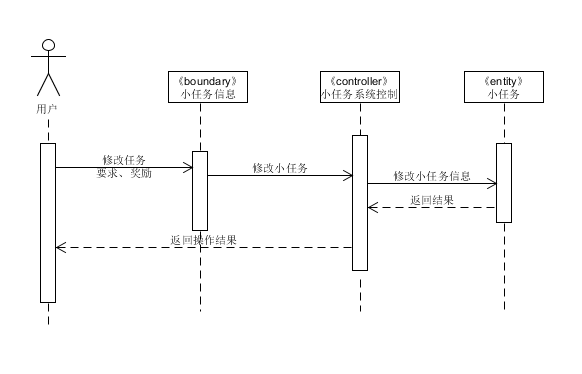 《boundary》
小任务信息
《controller》
小任务系统控制
《entity》
小任务
用户
修改任务
要求、奖励
修改小任务
修改小任务信息
返回结果
返回操作结果